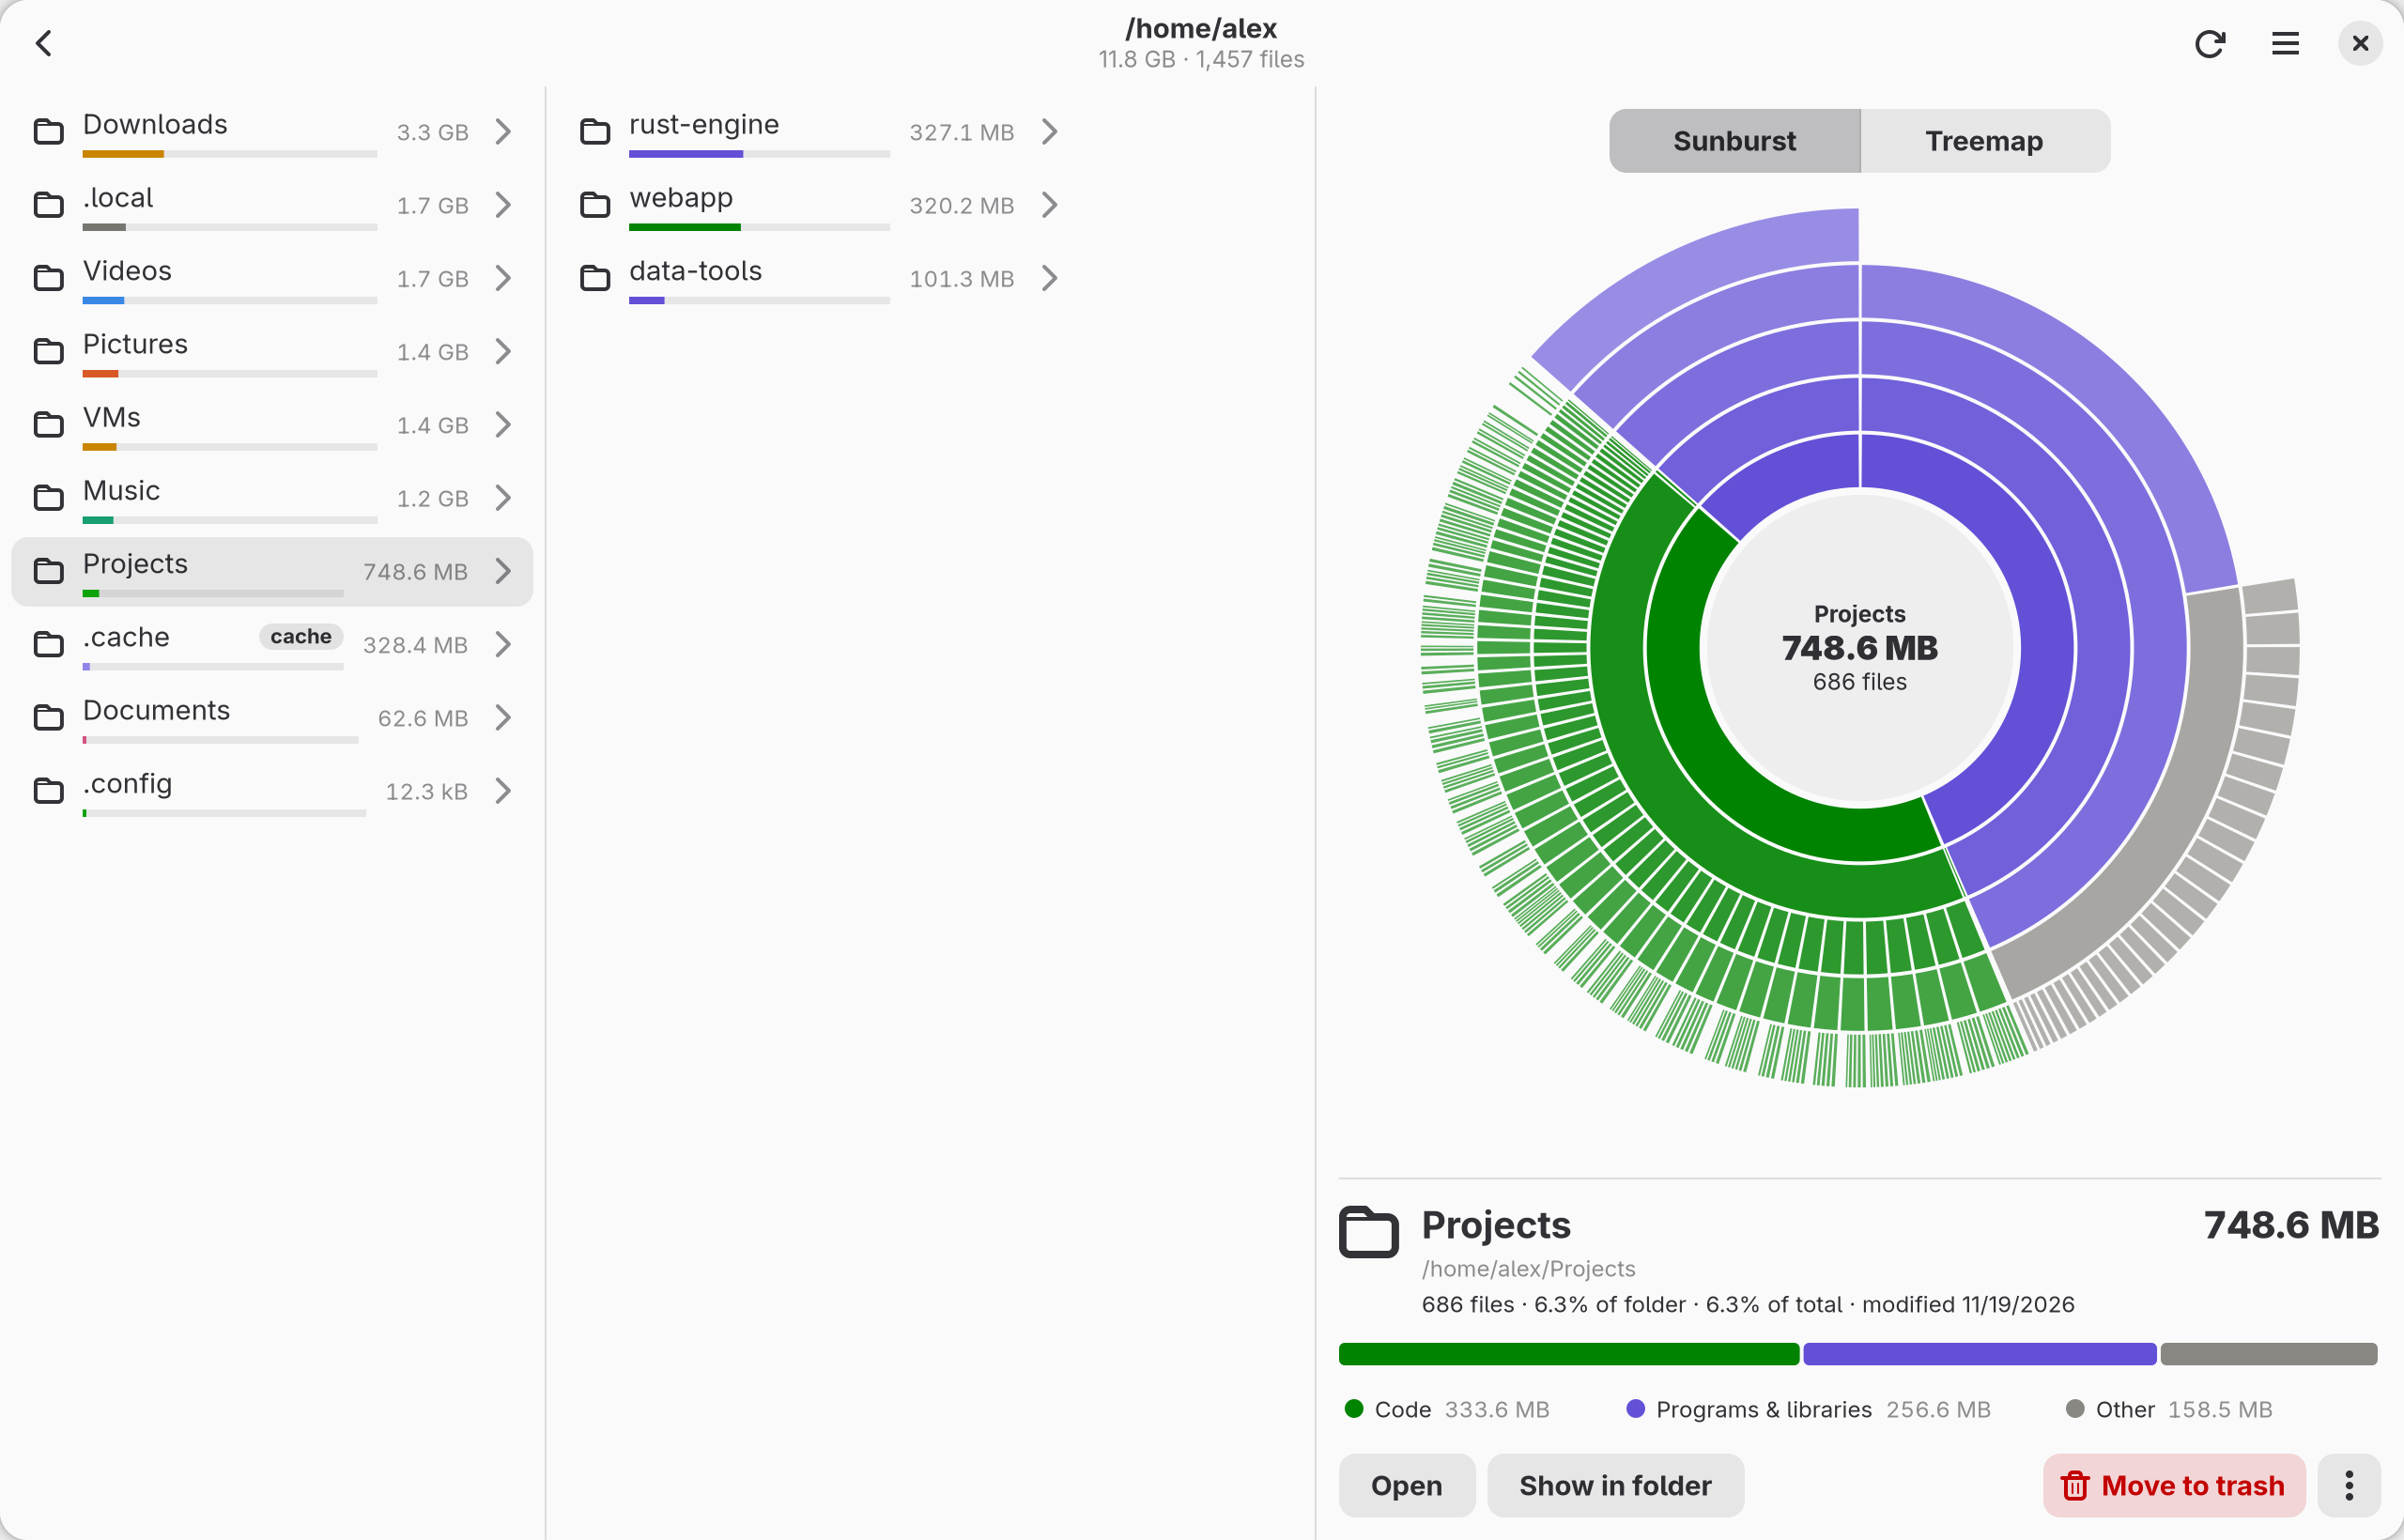 /home/alex
11.8 GB · 1,457 files
Downloads 3.3 GB
.local 1.7 GB
Videos 1.7 GB
Pictures 1.4 GB
VMs 1.4 GB
Music 1.2 GB
Projects 748.6 MB
.cache cache 328.4 MB
Documents 62.6 MB
.config 12.3 kB
rust-engine 327.1 MB
webapp 320.2 MB
data-tools 101.3 MB
Sunburst Treemap
Projects
748.6 MB
686 files
Projects 748.6 MB
/home/alex/Projects
686 files · 6.3% of folder · 6.3% of total · modified 11/19/2026
Code 333.6 MB Programs & libraries 256.6 MB Other 158.5 MB
Open Show in folder Move to trash